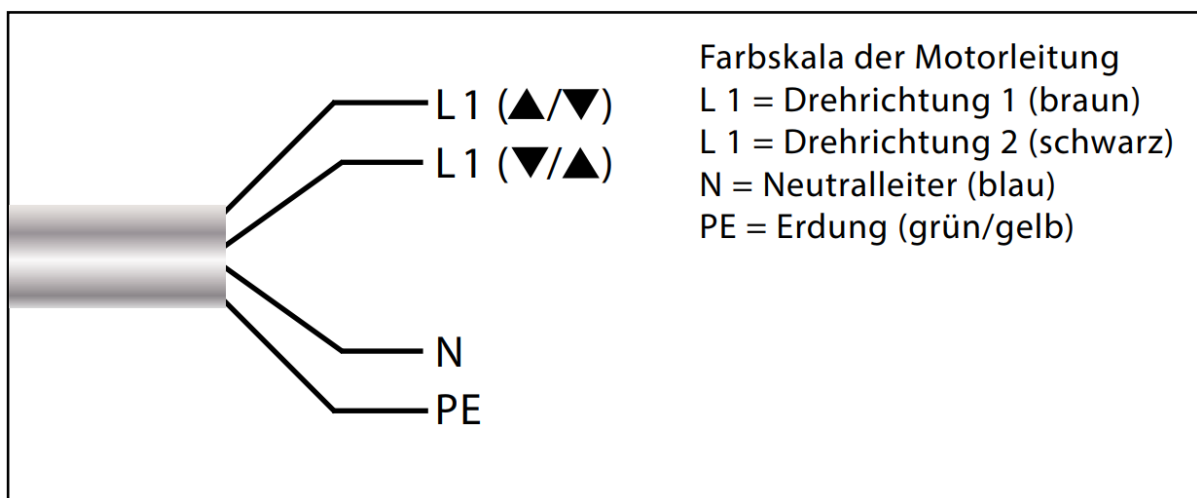 L 1 (▲/▼)
L 1 (▼/▲)
N
PE
Farbskala der Motorleitung
L 1 = Drehrichtung 1 (braun)
L 1 = Drehrichtung 2 (schwarz)
N = Neutralleiter (blau)
PE = Erdung (grün/gelb)